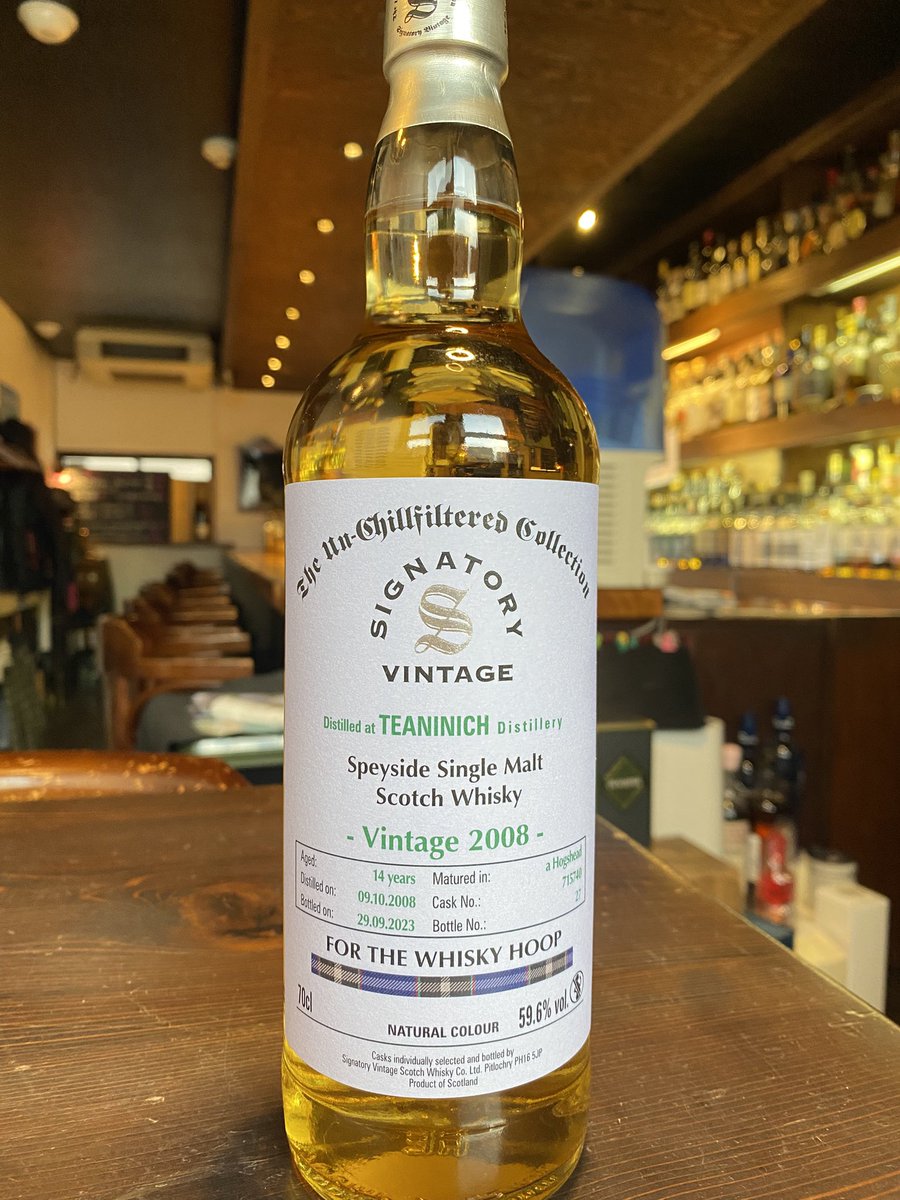 Signatory Vintage
The Un-Chillfiltered Collection
SIGNATORY
S
VINTAGE
Distilled at TEANINICH Distillery
Speyside Single Malt
Scotch Whisky
- Vintage 2008 -
Aged: 14 years Matured in: a Hogshead
Distilled on: 09.10.2008 Cask No.: 715740
Bottled on: 29.09.2023 Bottle No.: 27
FOR THE WHISKY HOOP
70cl NATURAL COLOUR 59.6% vol.
Casks individually selected and bottled by
Signatory Vintage Scotch Whisky Co. Ltd. Pitlochry PH16 5JP
Product of Scotland